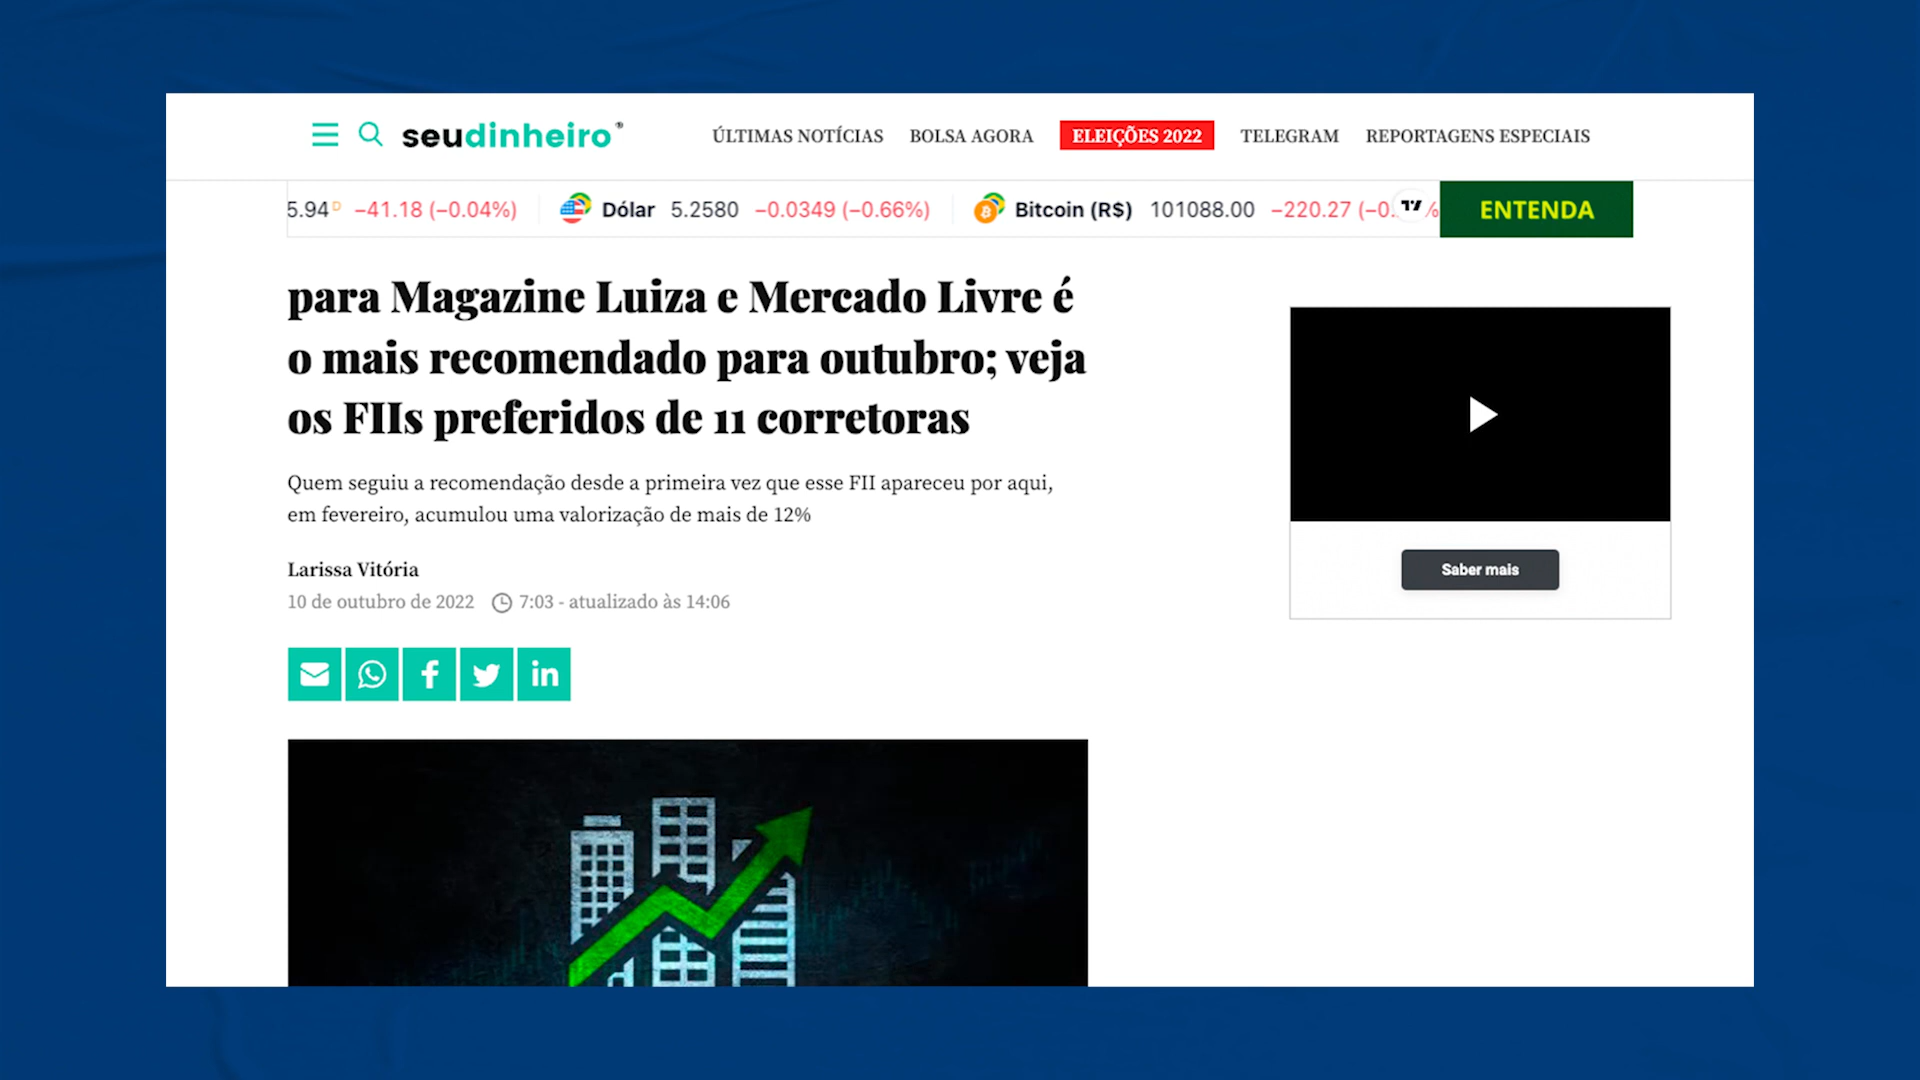 seudinheiro
ÚLTIMAS NOTÍCIAS BOLSA AGORA ELEIÇÕES 2022 TELEGRAM REPORTAGENS ESPECIAIS
5.94 D −41.18 (−0.04%) Dólar 5.2580 −0.0349 (−0.66%) Bitcoin (R$) 101088.00 −220.27 ENTENDA
para Magazine Luiza e Mercado Livre é
o mais recomendado para outubro; veja
os FIIs preferidos de 11 corretoras
Quem seguiu a recomendação desde a primeira vez que esse FII apareceu por aqui,
em fevereiro, acumulou uma valorização de mais de 12%
Larissa Vitória
10 de outubro de 2022 7:03 - atualizado às 14:06
Saber mais